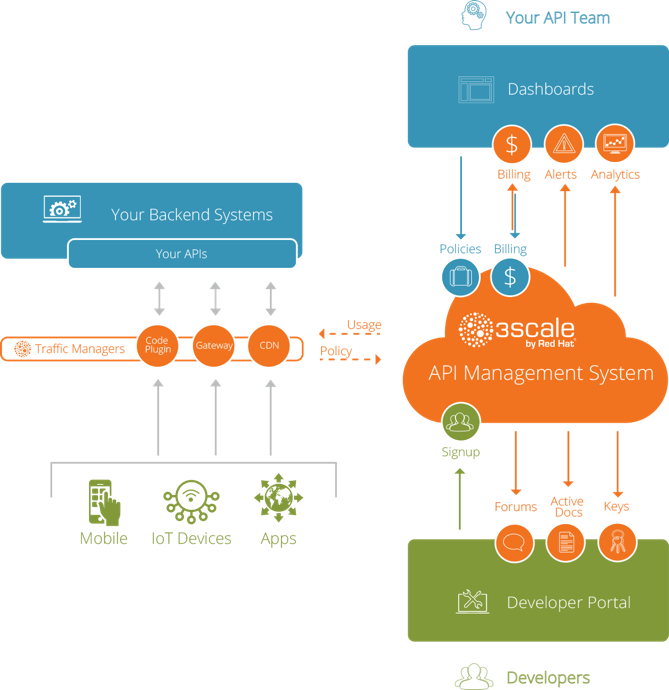 Your API Team
Dashboards
$
Billing
Alerts
Analytics
Your Backend Systems
Your APIs
Policies
Billing
$
Traffic Managers
Code
Plugin
Gateway
CDN
Usage
Policy
3scale
by Red Hat®
API Management System
Signup
Forums
Active
Docs
Keys
Mobile
IoT Devices
Apps
Developer Portal
Developers